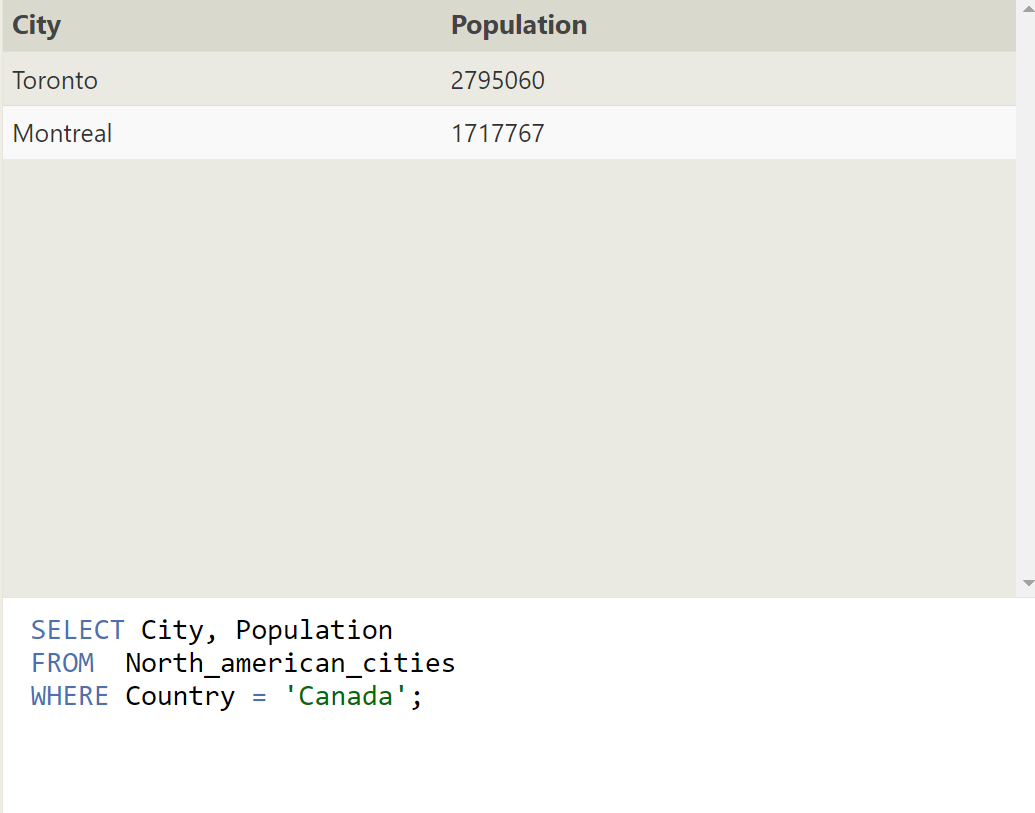 City Population
Toronto 2795060
Montreal 1717767
SELECT City, Population
FROM  North_american_cities
WHERE Country = 'Canada';